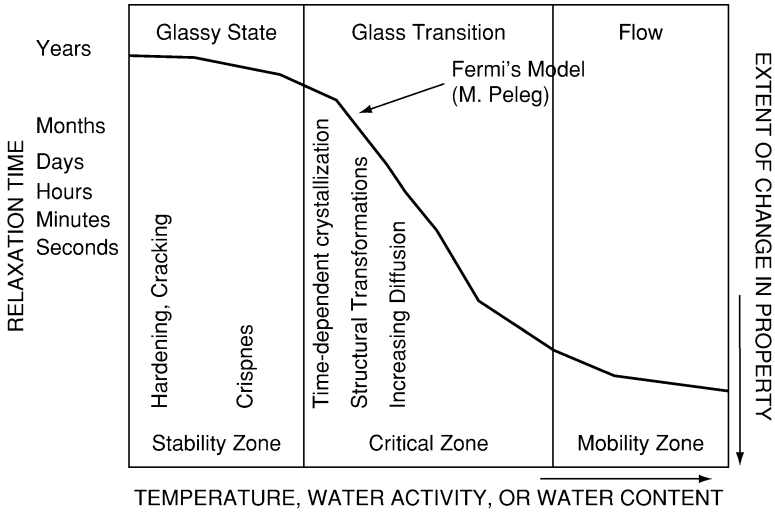 Glassy State
Glass Transition
Flow
Years
Months
Days
Hours
Minutes
Seconds
RELAXATION TIME
Fermi's Model
(M. Peleg)
Hardening, Cracking
Crispnes
Time-dependent crystallization
Structural Transformations
Increasing Diffusion
EXTENT OF CHANGE IN PROPERTY
Stability Zone
Critical Zone
Mobility Zone
TEMPERATURE, WATER ACTIVITY, OR WATER CONTENT